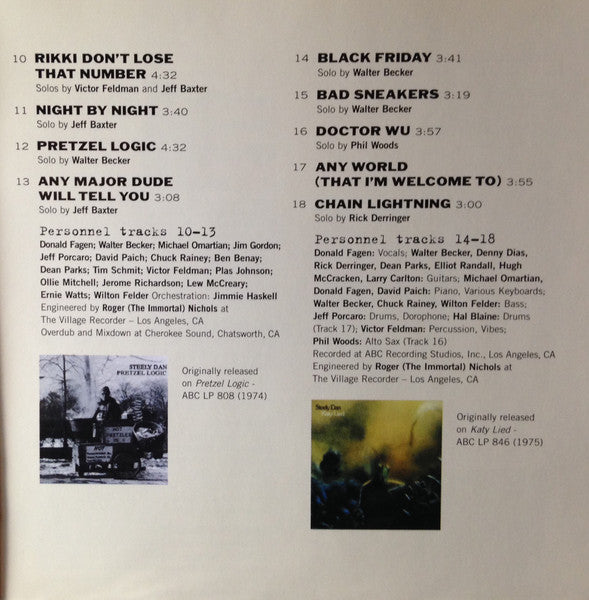 10 RIKKI DON'T LOSE
THAT NUMBER 4:32
Solos by Victor Feldman and Jeff Baxter
11 NIGHT BY NIGHT 3:40
Solo by Jeff Baxter
12 PRETZEL LOGIC 4:32
Solo by Walter Becker
13 ANY MAJOR DUDE
WILL TELL YOU 3:08
Solo by Jeff Baxter
Personnel tracks 10–13
Donald Fagen; Walter Becker; Michael Omartian; Jim Gordon;
Jeff Porcaro; David Paich; Chuck Rainey; Ben Benay;
Dean Parks; Tim Schmit; Victor Feldman; Plas Johnson;
Ollie Mitchell; Jerome Richardson; Lew McCreary;
Ernie Watts; Wilton Felder Orchestration: Jimmie Haskell
Engineered by Roger (The Immortal) Nichols at
The Village Recorder – Los Angeles, CA
Overdub and Mixdown at Cherokee Sound, Chatsworth, CA
STEELY DAN
PRETZEL LOGIC
HOT
PRETZELS
Originally released
on Pretzel Logic -
ABC LP 808 (1974)
14 BLACK FRIDAY 3:41
Solo by Walter Becker
15 BAD SNEAKERS 3:19
Solo by Walter Becker
16 DOCTOR WU 3:57
Solo by Phil Woods
17 ANY WORLD
(THAT I'M WELCOME TO) 3:55
18 CHAIN LIGHTNING 3:00
Solo by Rick Derringer
Personnel tracks 14–18
Donald Fagen: Vocals; Walter Becker, Denny Dias,
Rick Derringer, Dean Parks, Elliot Randall, Hugh
McCracken, Larry Carlton: Guitars; Michael Omartian,
Donald Fagen, David Paich: Piano, Various Keyboards;
Walter Becker, Chuck Rainey, Wilton Felder: Bass;
Jeff Porcaro: Drums, Dorophone; Hal Blaine: Drums
(Track 17); Victor Feldman: Percussion, Vibes;
Phil Woods: Alto Sax (Track 16)
Recorded at ABC Recording Studios, Inc., Los Angeles, CA
Engineered by Roger (The Immortal) Nichols at
The Village Recorder – Los Angeles, CA
Steely Dan
Katy Lied
Originally released
on Katy Lied -
ABC LP 846 (1975)